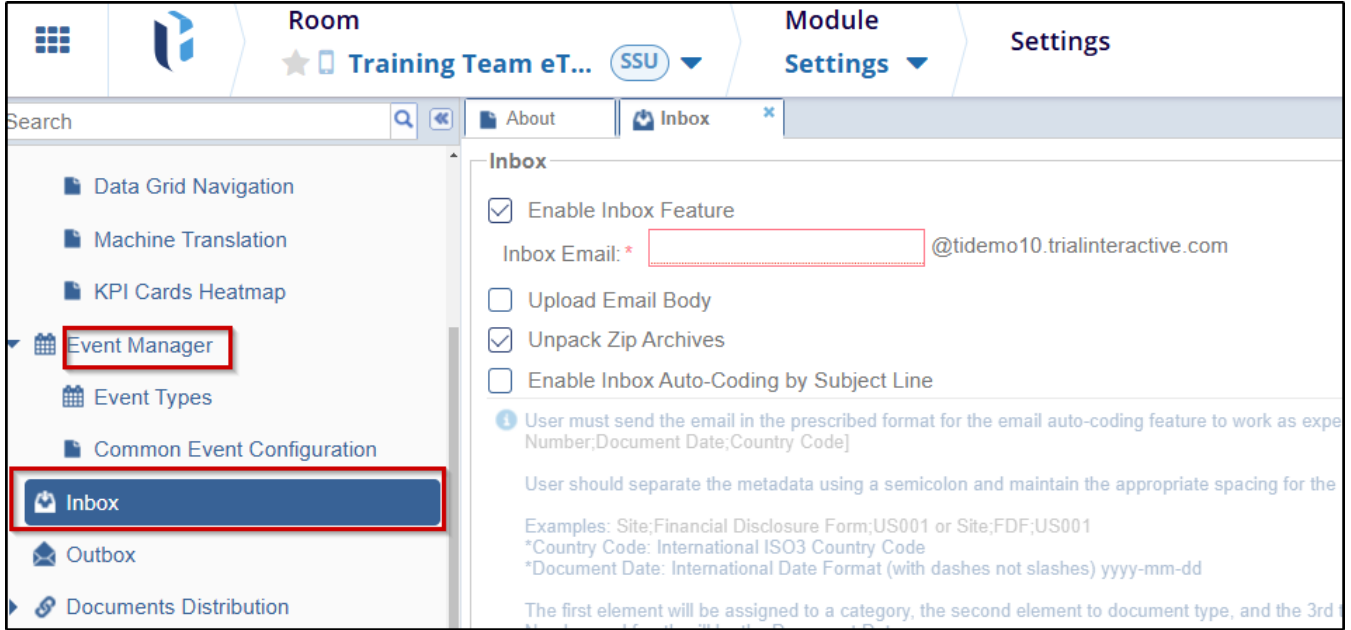 Room
Module
Settings
Training Team eT... SSU
Settings
Search
About
Inbox
Data Grid Navigation
Machine Translation
KPI Cards Heatmap
Event Manager
Event Types
Common Event Configuration
Inbox
Outbox
Documents Distribution
Inbox
Enable Inbox Feature
Inbox Email: * @tidemo10.trialinteractive.com
Upload Email Body
Unpack Zip Archives
Enable Inbox Auto-Coding by Subject Line
User must send the email in the prescribed format for the email auto-coding feature to work as expe
Number;Document Date;Country Code]
User should separate the metadata using a semicolon and maintain the appropriate spacing for the
Examples: Site;Financial Disclosure Form;US001 or Site;FDF;US001
*Country Code: International ISO3 Country Code
*Document Date: International Date Format (with dashes not slashes) yyyy-mm-dd
The first element will be assigned to a category, the second element to document type, and the 3rd